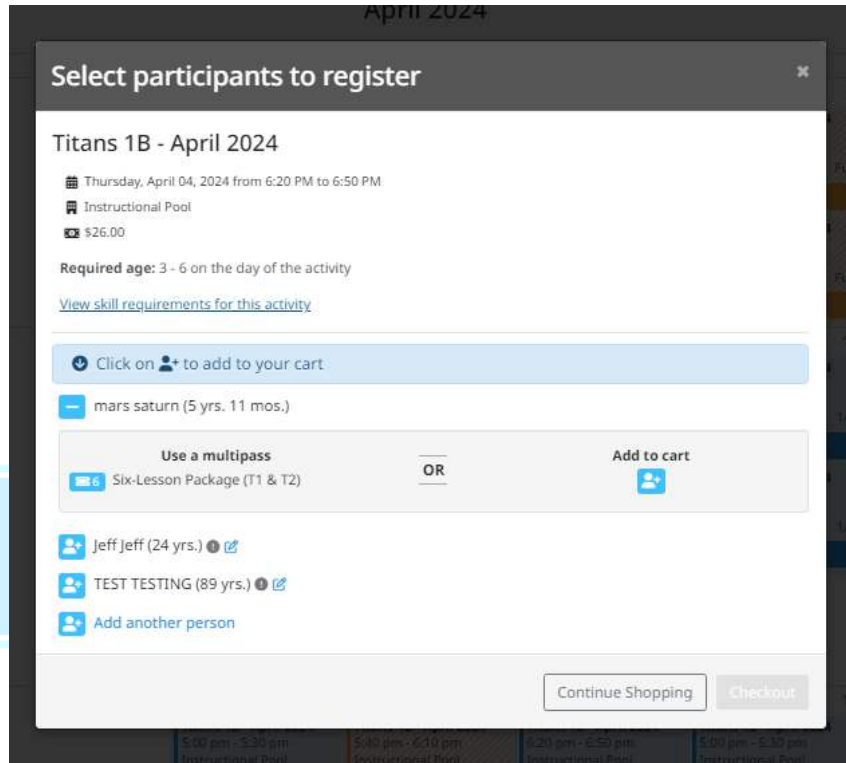 April 2024
Select participants to register
Titans 1B - April 2024
Thursday, April 04, 2024 from 6:20 PM to 6:50 PM
Instructional Pool
$26.00
Required age: 3 - 6 on the day of the activity
View skill requirements for this activity
Click on to add to your cart
mars saturn (5 yrs. 11 mos.)
Use a multipass
6 Six-Lesson Package (T1 & T2)
OR
Add to cart
Jeff Jeff (24 yrs.)
TEST TESTING (89 yrs.)
Add another person
Continue Shopping
Checkout
5:00 pm - 5:30 pm
5:40 pm - 6:10 pm
6:20 pm - 6:50 pm
5:00 pm - 5:30 pm
Instructional Pool
Instructional Pool
Instructional Pool
Instructional Pool